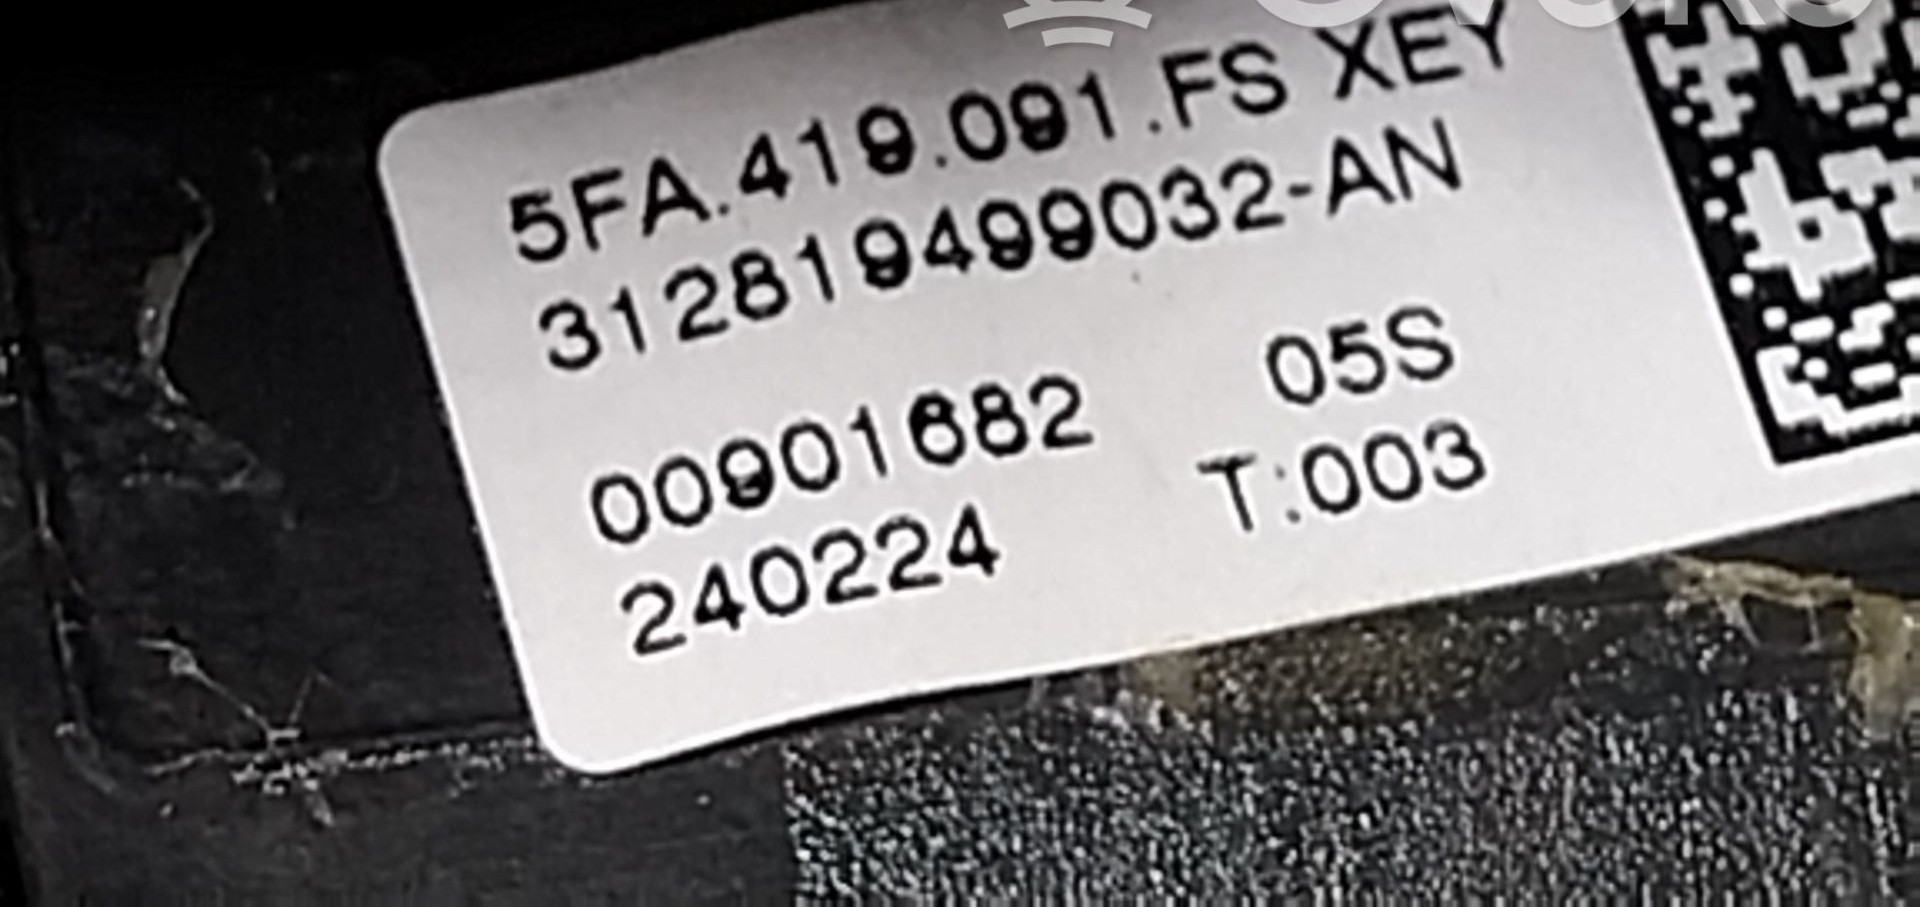 5FA.419.091.FS XEY
312819499032-AN
00901682 05S
240224 T:003